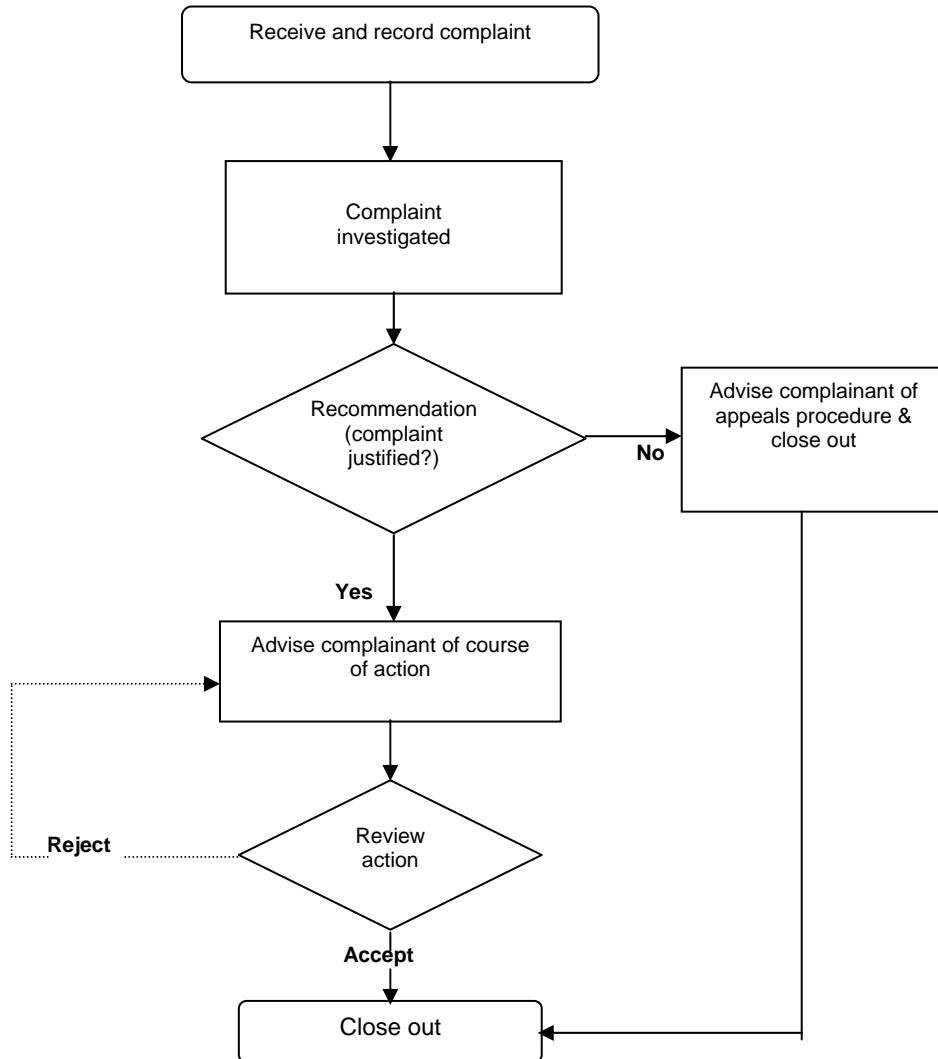 Receive and record complaint
Complaint
investigated
Recommendation
(complaint
justified?)
No
Advise complainant of
appeals procedure &
close out
Yes
Advise complainant of course
of action
Review
action
Reject
Accept
Close out